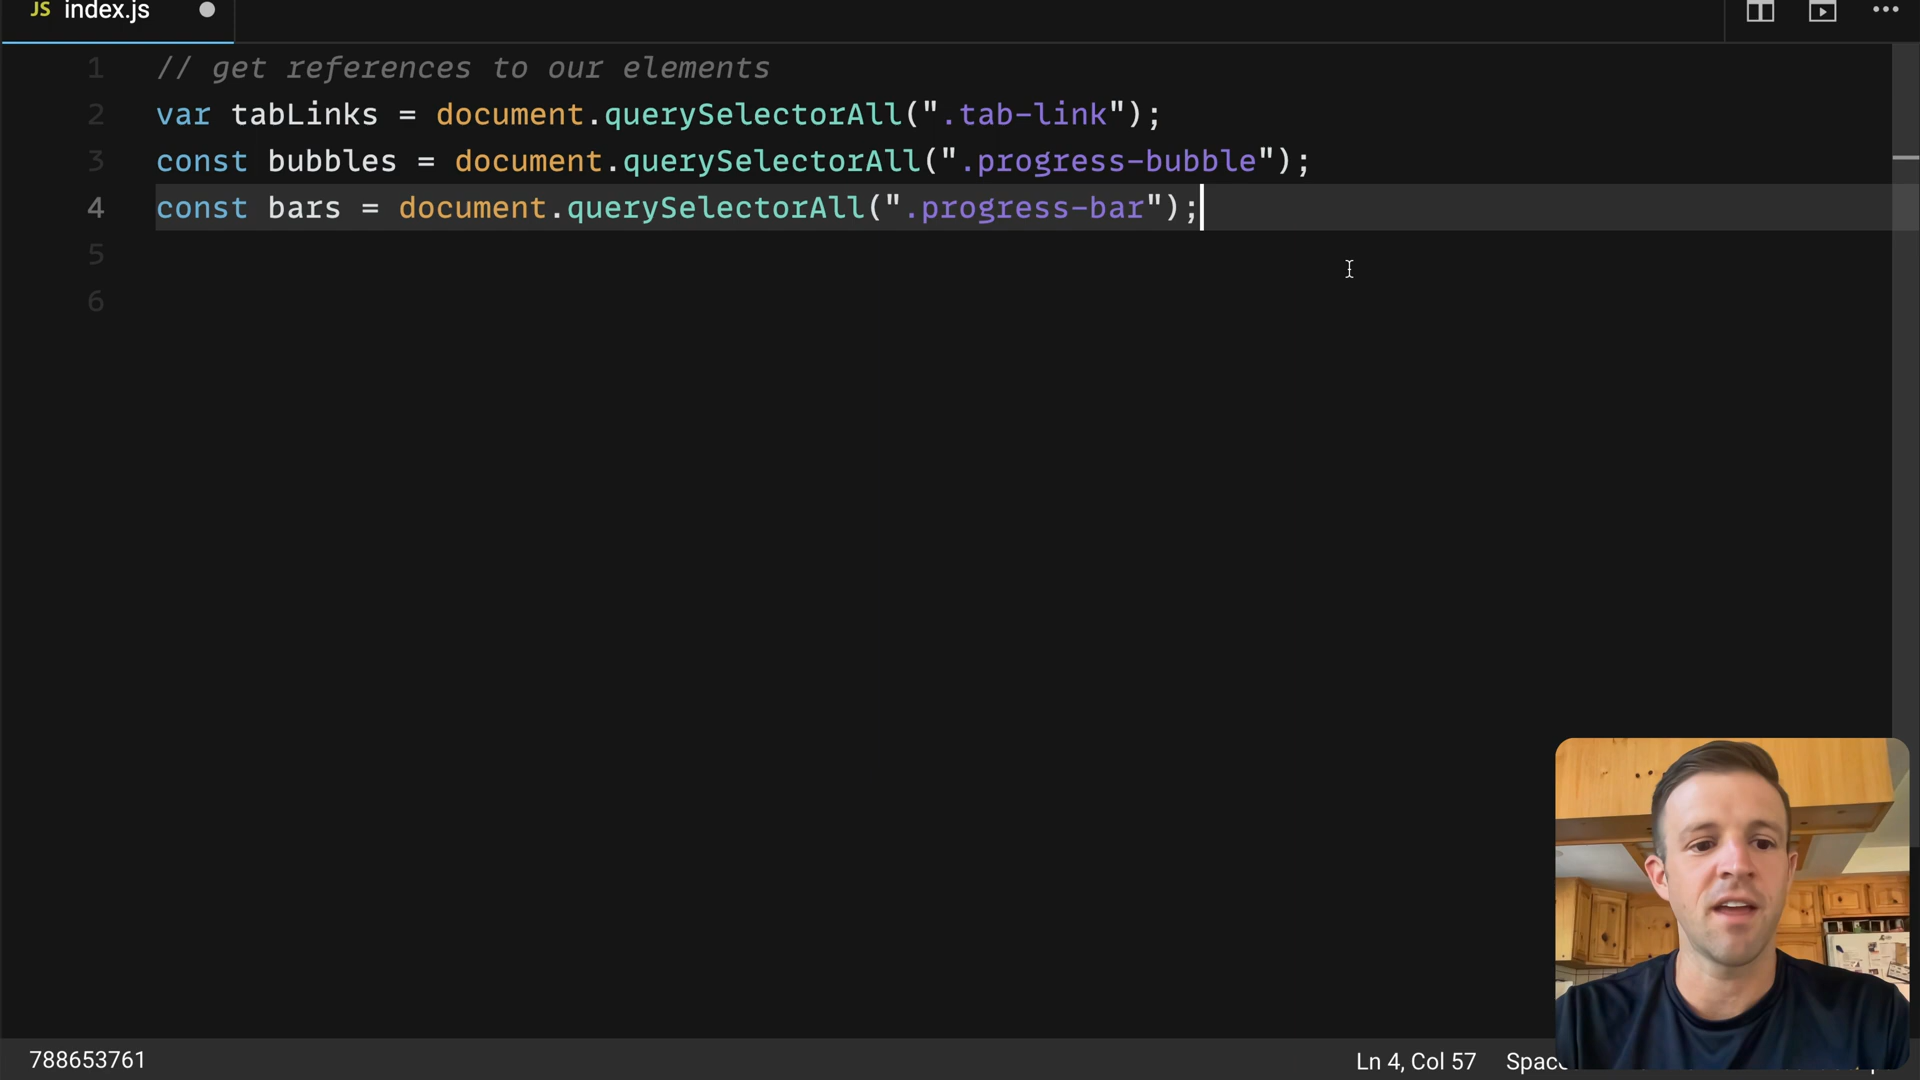 JS index.js
1 // get references to our elements
2 var tabLinks = document.querySelectorAll(".tab-link");
3 const bubbles = document.querySelectorAll(".progress-bubble");
4 const bars = document.querySelectorAll(".progress-bar");
5
6
788653761 Ln 4, Col 57